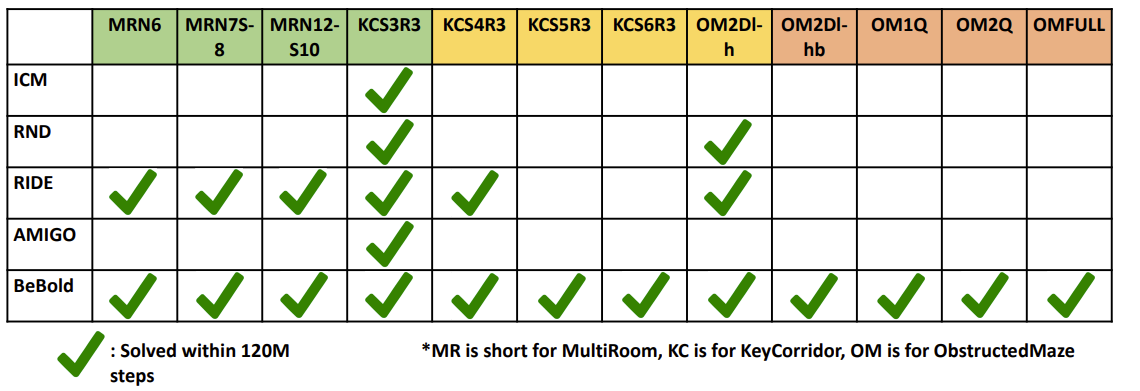 MRN6 MRN7S-8 MRN12-S10 KCS3R3 KCS4R3 KCS5R3 KCS6R3 OM2Dl-h OM2Dl-hb OM1Q OM2Q OMFULL
ICM ✔
RND ✔ ✔
RIDE ✔ ✔ ✔ ✔ ✔ ✔
AMIGO ✔
BeBold ✔ ✔ ✔ ✔ ✔ ✔ ✔ ✔ ✔ ✔ ✔ ✔
✔ : Solved within 120M
steps
*MR is short for MultiRoom, KC is for KeyCorridor, OM is for ObstructedMaze